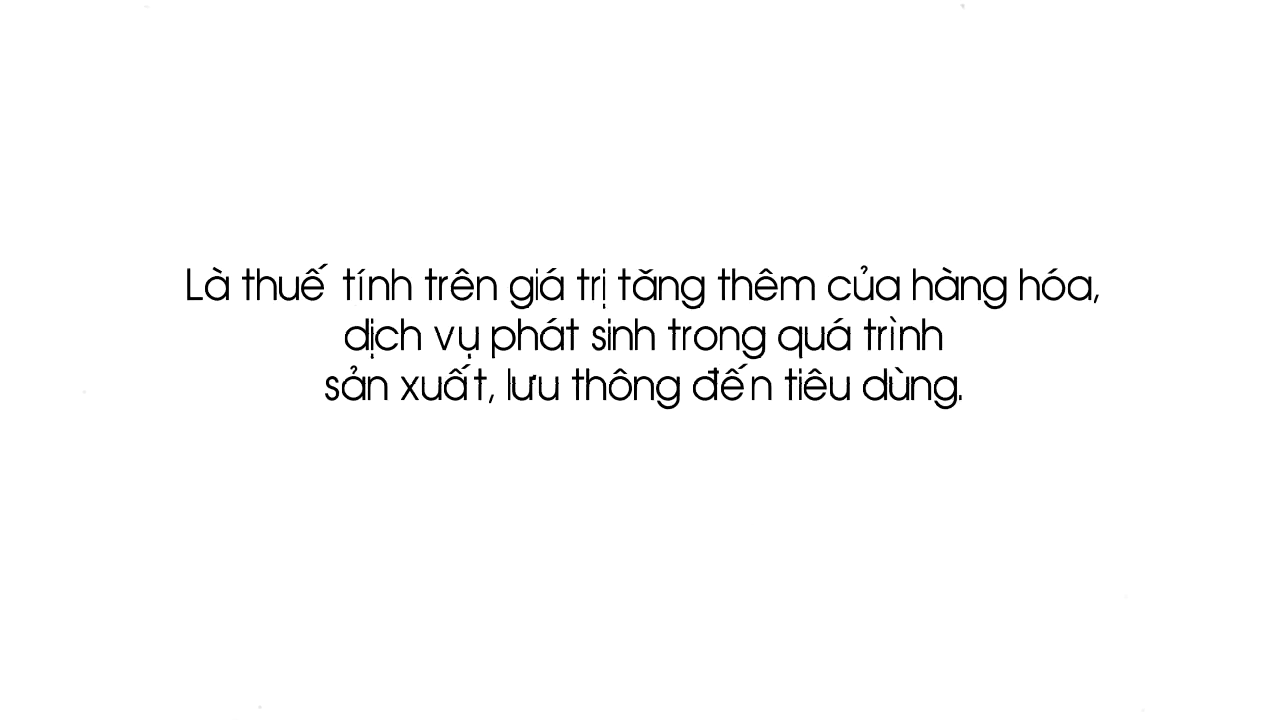 Là thuế tính trên giá trị tăng thêm của hàng hóa,
dịch vụ phát sinh trong quá trình
sản xuất, lưu thông đến tiêu dùng.